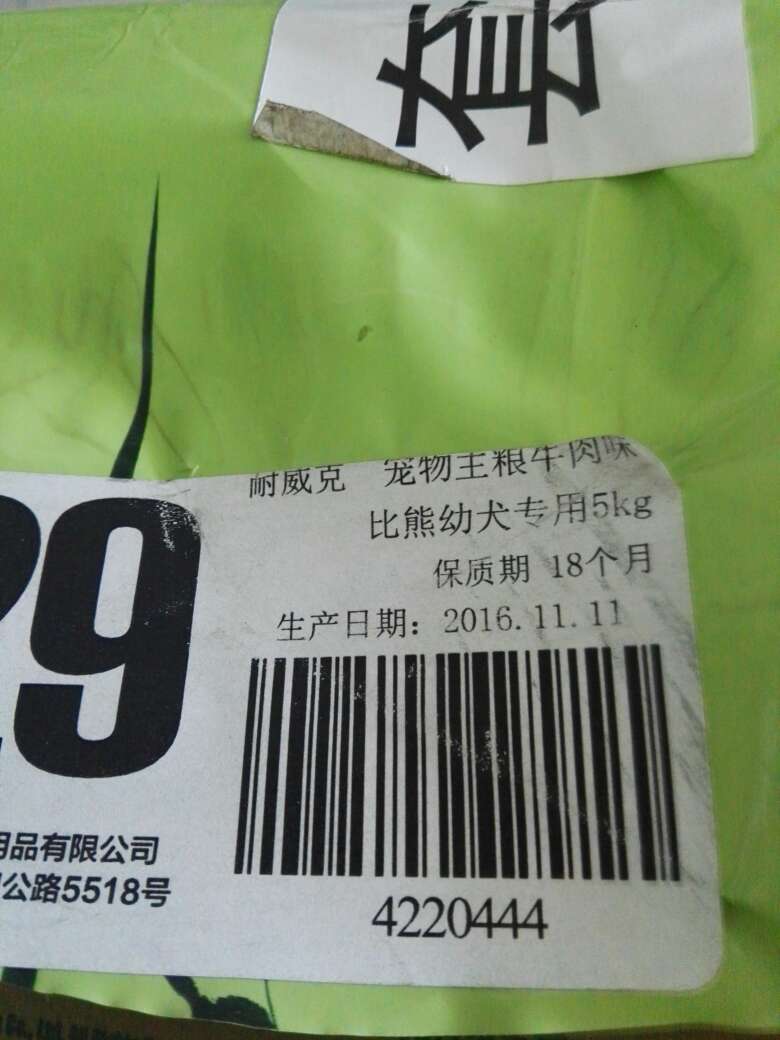 套
29
耐威克 宠物主粮牛肉味
比熊幼犬专用5kg
保质期 18个月
生产日期：2016.11.11
用品有限公司
公路5518号
4220444